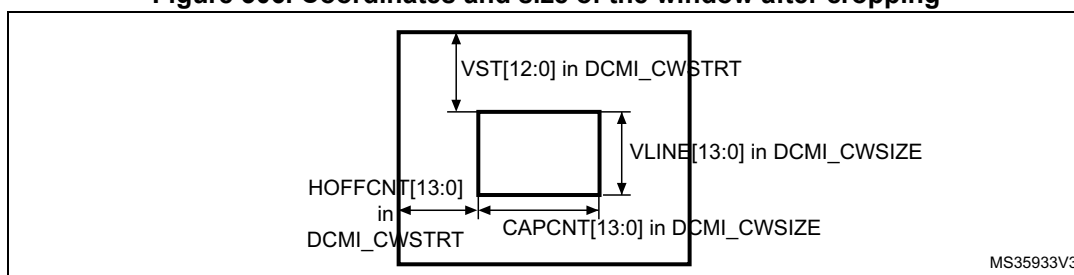 Figure Coordinates and size of the window after cropping
VST[12:0] in DCMI_CWSTRT
VLINE[13:0] in DCMI_CWSIZE
HOFFCNT[13:0]
in
DCMI_CWSTRT
CAPCNT[13:0] in DCMI_CWSIZE
MS35933V3